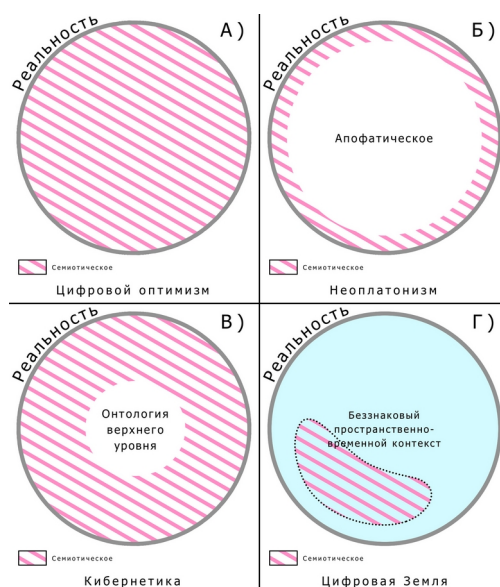 Реальность
А)
Семиотическое
Цифровой оптимизм
Реальность
Б)
Апофатическое
Семиотическое
Неоплатонизм
Реальность
В)
Онтология
верхнего
уровня
Семиотическое
Кибернетика
Реальность
Г)
Беззнаковый
пространственно-
временной контекст
Семиотическое
Цифровая Земля